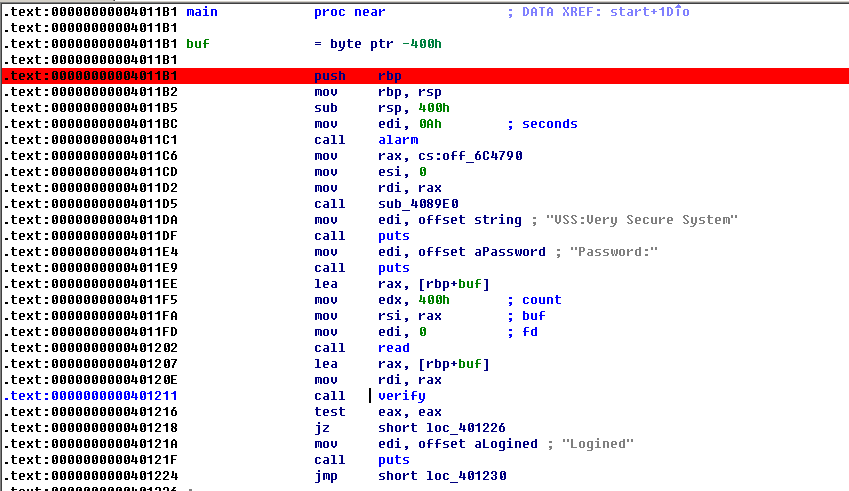 .text:00000000004011B1 main proc near ; DATA XREF: start+1D↑o
.text:00000000004011B1
.text:00000000004011B1 buf = byte ptr -400h
.text:00000000004011B1
.text:00000000004011B1 push rbp
.text:00000000004011B2 mov rbp, rsp
.text:00000000004011B5 sub rsp, 400h
.text:00000000004011BC mov edi, 0Ah ; seconds
.text:00000000004011C1 call alarm
.text:00000000004011C6 mov rax, cs:off_6C4790
.text:00000000004011CD mov esi, 0
.text:00000000004011D2 mov rdi, rax
.text:00000000004011D5 call sub_4089E0
.text:00000000004011DA mov edi, offset string ; "VSS:Very Secure System"
.text:00000000004011DF call puts
.text:00000000004011E4 mov edi, offset aPassword ; "Password:"
.text:00000000004011E9 call puts
.text:00000000004011EE lea rax, [rbp+buf]
.text:00000000004011F5 mov edx, 400h ; count
.text:00000000004011FA mov rsi, rax ; buf
.text:00000000004011FD mov edi, 0 ; fd
.text:0000000000401202 call read
.text:0000000000401207 lea rax, [rbp+buf]
.text:000000000040120E mov rdi, rax
.text:0000000000401211 call verify
.text:0000000000401216 test eax, eax
.text:0000000000401218 jz short loc_401226
.text:000000000040121A mov edi, offset aLogined ; "Logined"
.text:000000000040121F call puts
.text:0000000000401224 jmp short loc_401230